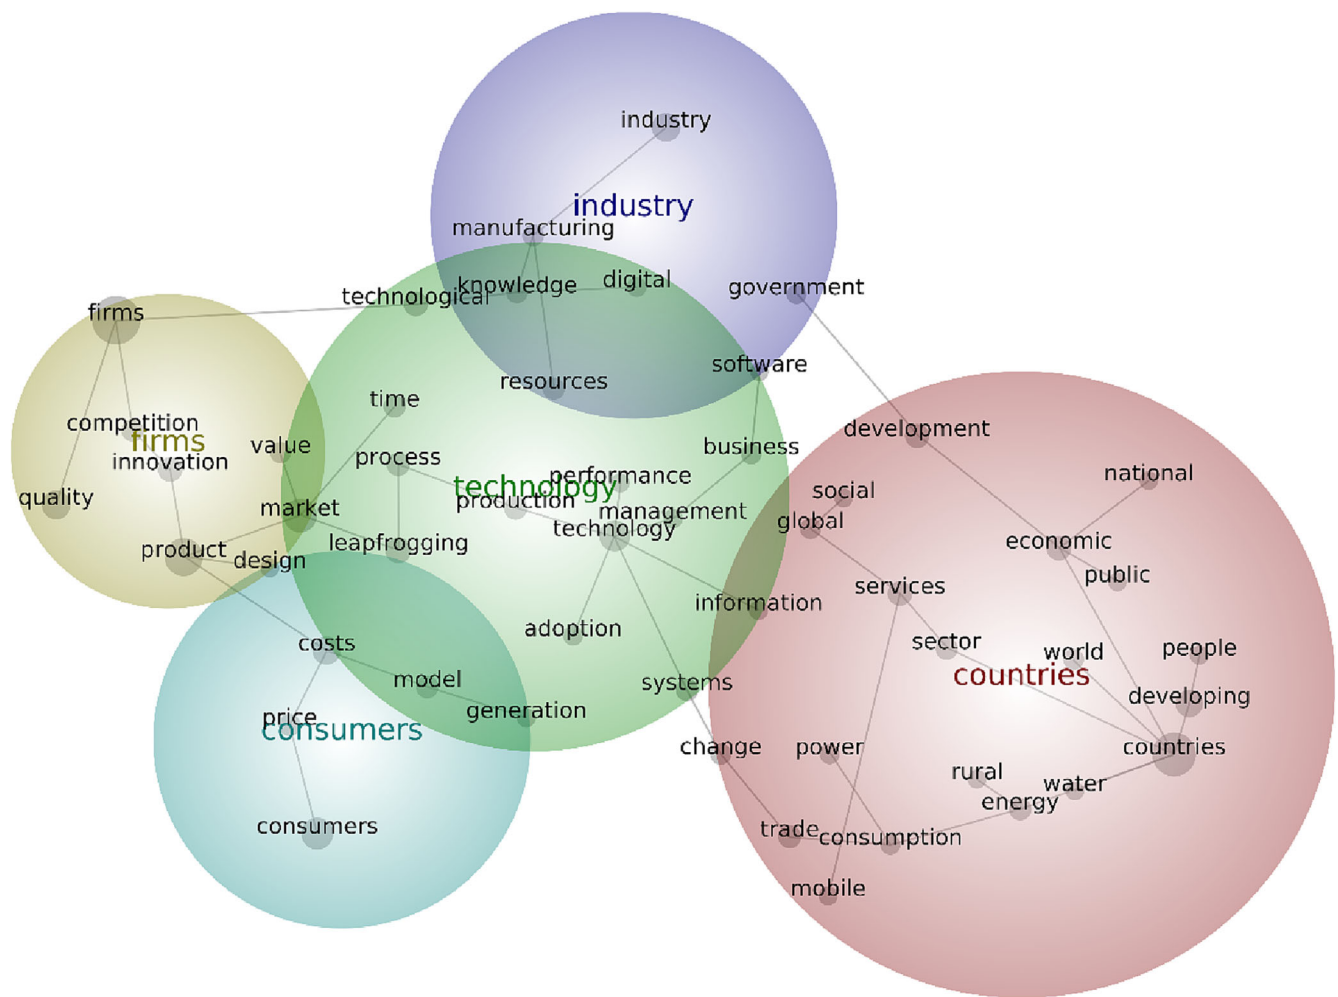 industry
industry
manufacturing
knowledge
digital
technological
government
firms
software
resources
time
competition
firms
innovation
value
process
business
development
performance
technology
production
management
technology
quality
market
product
design
leapfrogging
social
global
national
economic
public
services
information
adoption
sector
world
countries
people
developing
costs
systems
model
generation
price
consumers
change
power
countries
rural
water
energy
trade
consumption
consumers
mobile